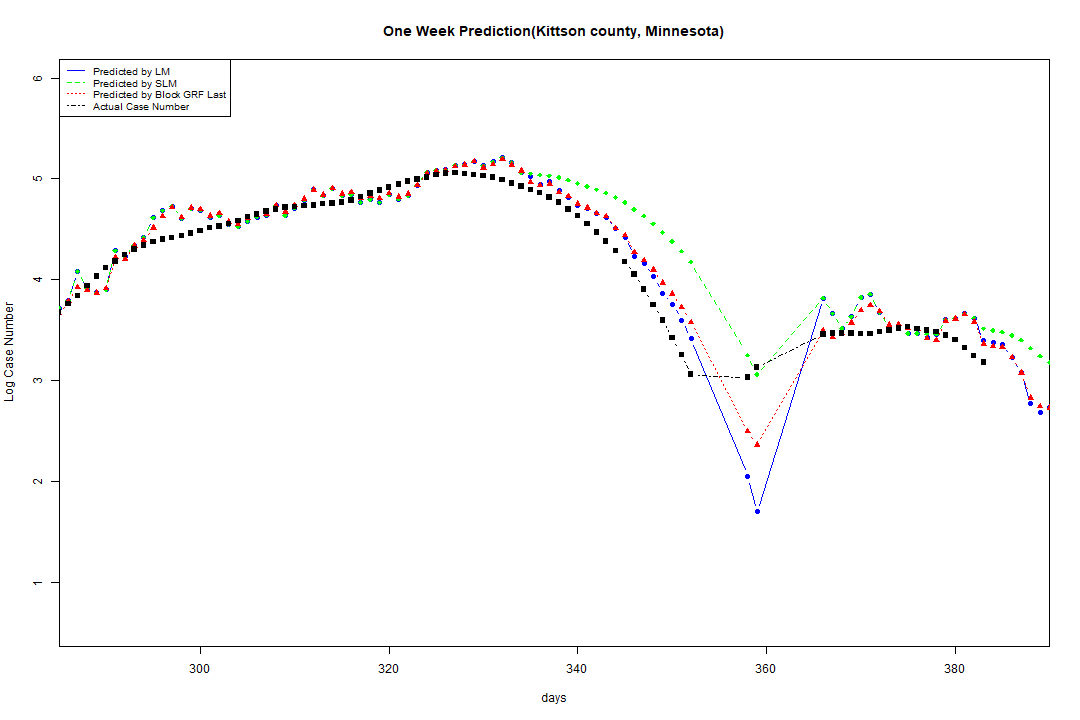 One Week Prediction(Kittson county, Minnesota)
Predicted by LM
Predicted by SLM
Predicted by Block GRF Last
Actual Case Number
6
5
4
3
2
1
Log Case Number
300
320
340
360
380
days